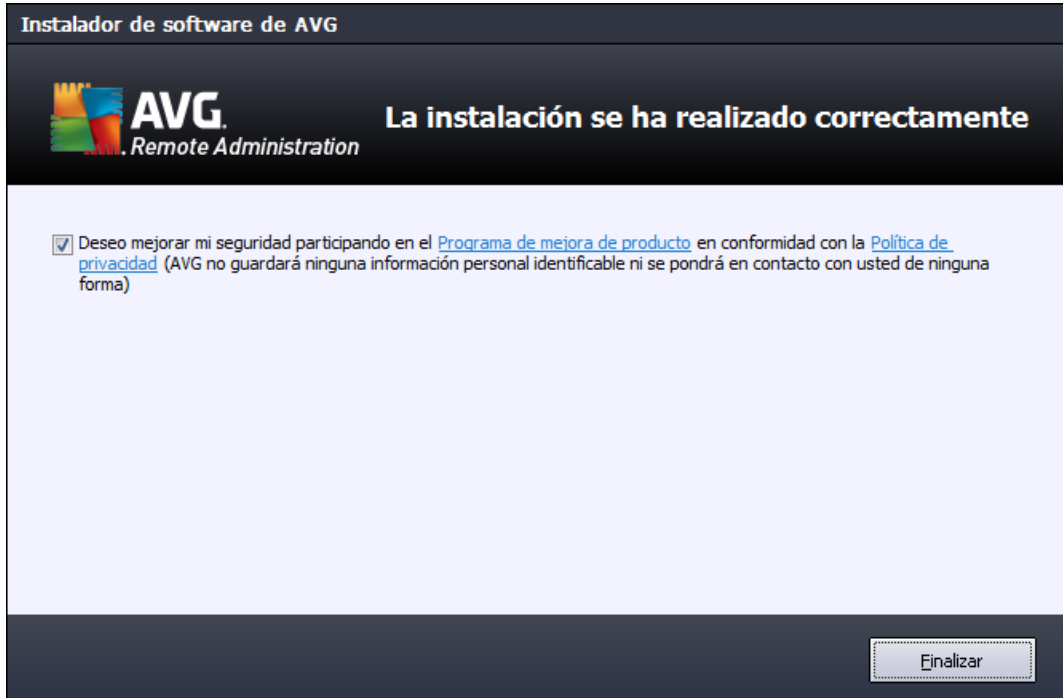 Instalador de software de AVG
AVG.
Remote Administration
La instalación se ha realizado correctamente
Deseo mejorar mi seguridad participando en el Programa de mejora de producto en conformidad con la Política de
privacidad (AVG no guardará ninguna información personal identificable ni se pondrá en contacto con usted de ninguna
forma)
Finalizar